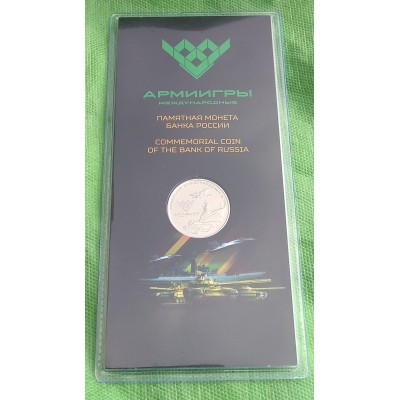 АРМИИГРЫ
МЕЖДУНАРОДНЫЕ
ПАМЯТНАЯ МОНЕТА
БАНКА РОССИИ
COMMEMORIAL COIN
OF THE BANK OF RUSSIA